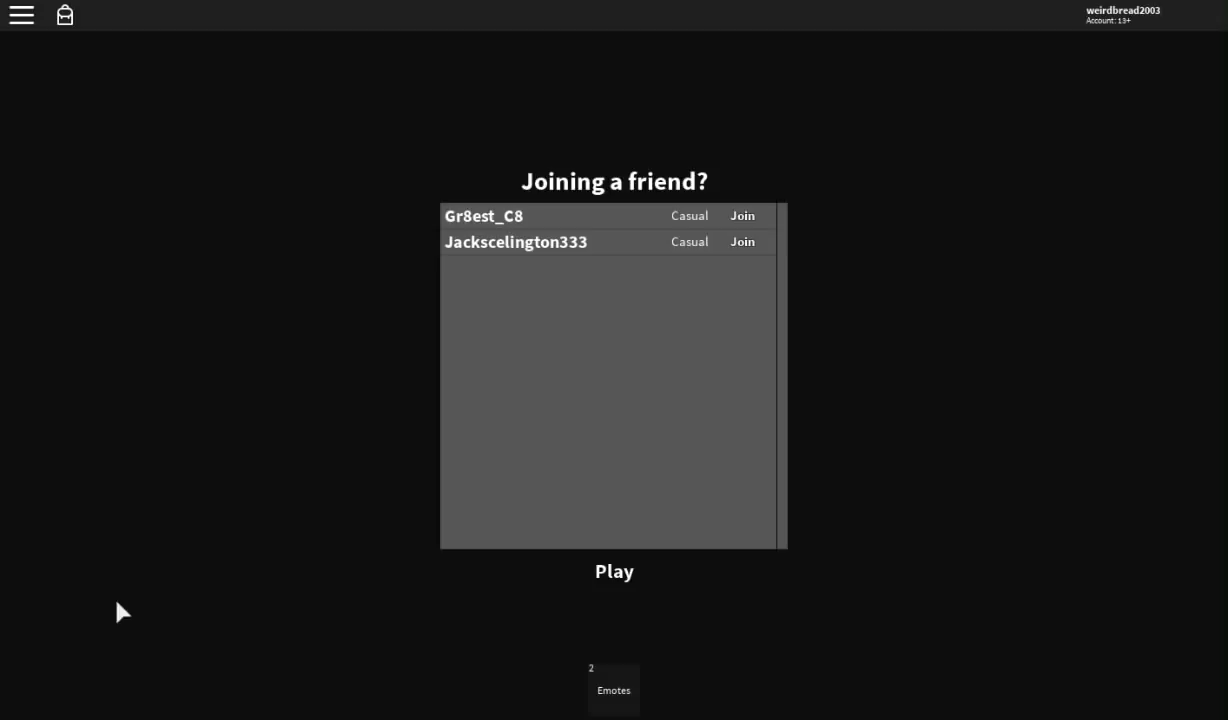 weirdbread2003
Account: 13+
Joining a friend?
Gr8est_C8 Casual Join
Jackscelington333 Casual Join
Play
2
Emotes